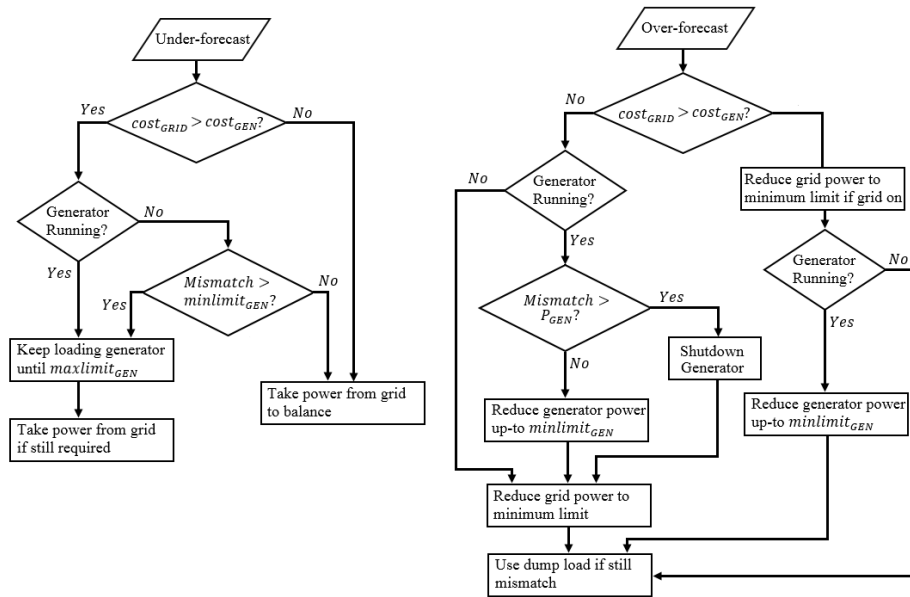 Under-forecast
cost_GRID > cost_GEN?
Yes
No
Generator
Running?
No
Yes
Mismatch >
minlimit_GEN?
Yes
No
Keep loading generator
until maxlimit_GEN
Take power from grid
to balance
Take power from grid
if still required
Over-forecast
cost_GRID > cost_GEN?
No
Generator
Running?
No
Yes
Reduce grid power to
minimum limit if grid on
Generator
Running?
No
Yes
Mismatch >
P_GEN?
Yes
No
Shutdown
Generator
Reduce generator power
up-to minlimit_GEN
Reduce generator power
up-to minlimit_GEN
Reduce grid power to
minimum limit
Use dump load if still
mismatch